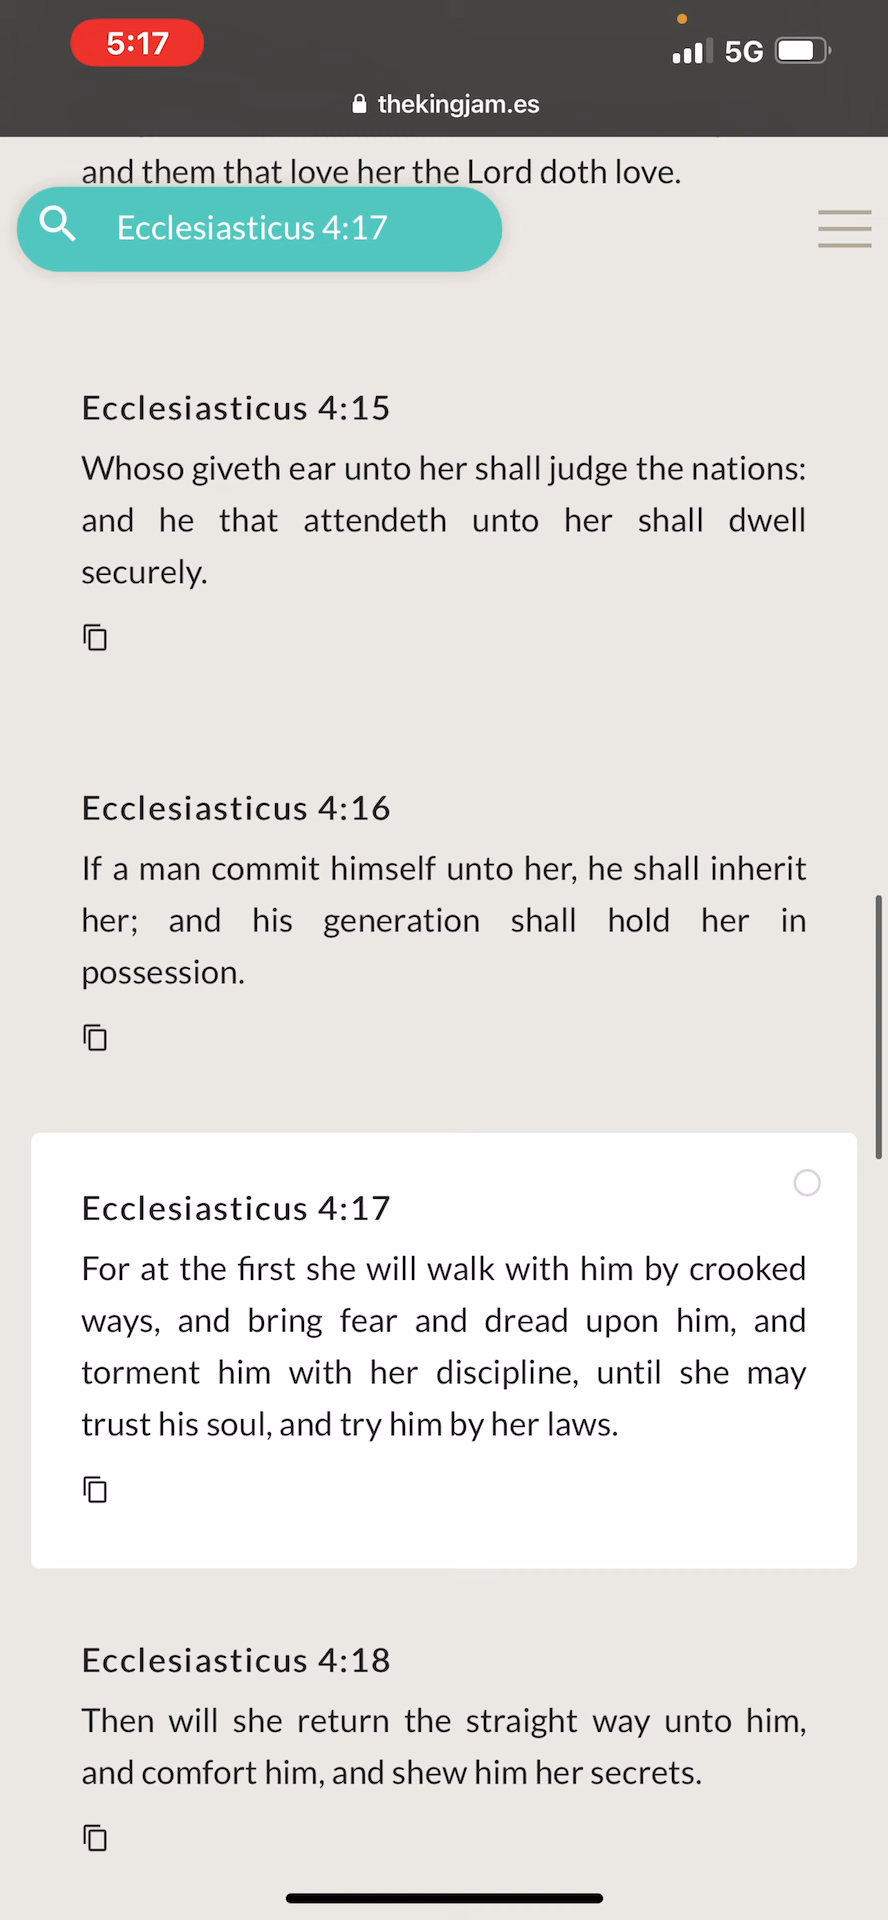 5:17
5G
thekingjam.es
and them that love her the Lord doth love.
Ecclesiasticus 4:17
Ecclesiasticus 4:15
Whoso giveth ear unto her shall judge the nations:
and he that attendeth unto her shall dwell
securely.
Ecclesiasticus 4:16
If a man commit himself unto her, he shall inherit
her; and his generation shall hold her in
possession.
Ecclesiasticus 4:17
For at the first she will walk with him by crooked
ways, and bring fear and dread upon him, and
torment him with her discipline, until she may
trust his soul, and try him by her laws.
Ecclesiasticus 4:18
Then will she return the straight way unto him,
and comfort him, and shew him her secrets.